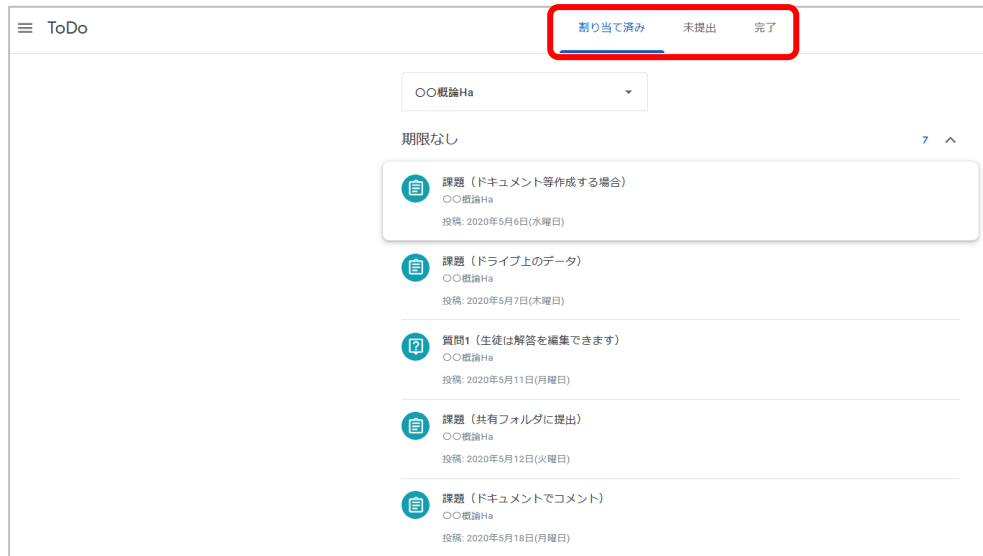 ToDo
割り当て済み 未提出 完了
〇〇概論Ha
期限なし 7
課題（ドキュメント等作成する場合）
〇〇概論Ha
投稿: 2020年5月6日(水曜日)
課題（ドライブ上のデータ）
〇〇概論Ha
投稿: 2020年5月7日(木曜日)
質問1（生徒は解答を編集できます）
〇〇概論Ha
投稿: 2020年5月11日(月曜日)
課題（共有フォルダに提出）
〇〇概論Ha
投稿: 2020年5月12日(火曜日)
課題（ドキュメントでコメント）
〇〇概論Ha
投稿: 2020年5月18日(月曜日)